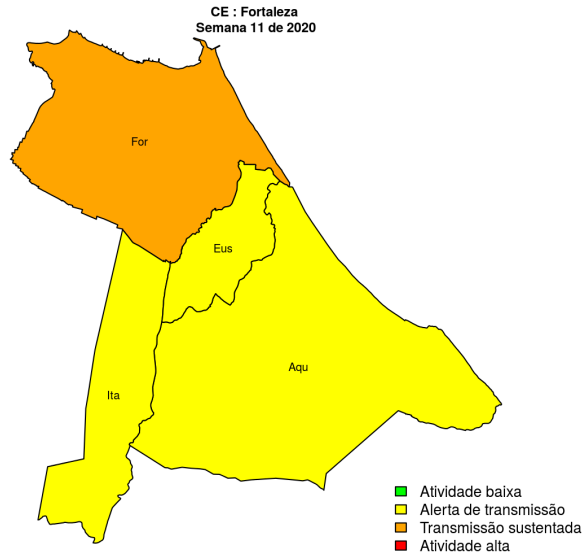 CE : Fortaleza
Semana 11 de 2020
For
Eus
Aqu
Ita
Atividade baixa
Alerta de transmissão
Transmissão sustentada
Atividade alta